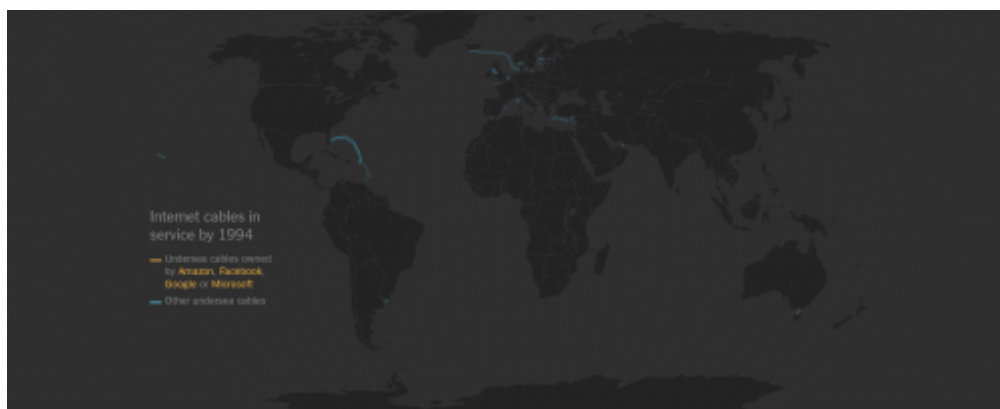 Internet cables in
service by 1994
Undersea cables owned
by Amazon, Facebook,
Google or Microsoft
Other undersea cables